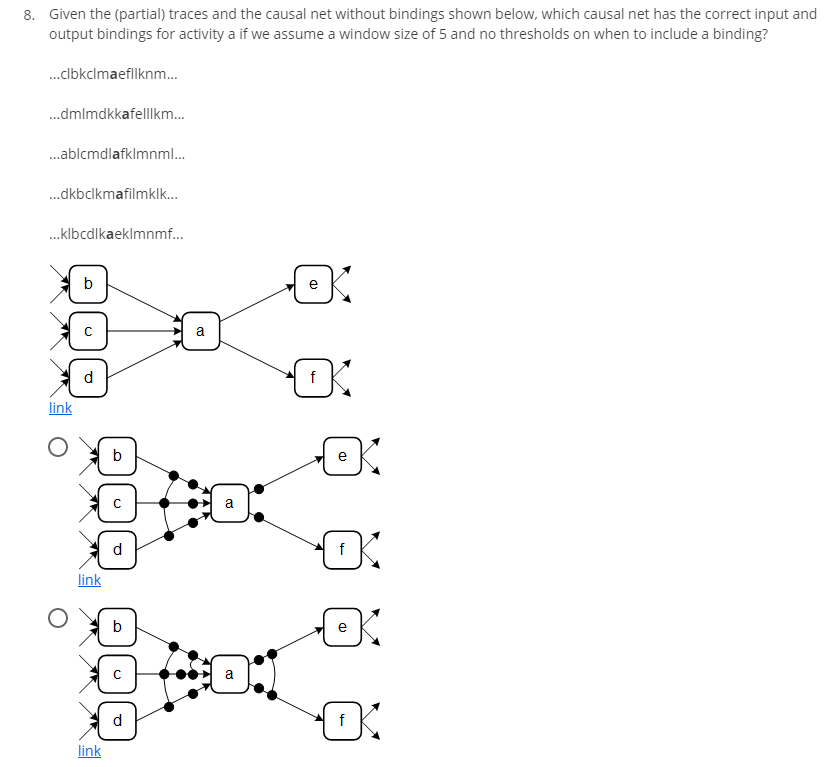 8. Given the (partial) traces and the causal net without bindings shown below, which causal net has the correct input and
output bindings for activity a if we assume a window size of 5 and no thresholds on when to include a binding?
...clbkclmaefllknm...
...dmlmdkkafelllkm...
...ablcmdlafklmnml...
...dkbclkmafilmklk...
...klbcdlkaeklmnmf...
b
e
c
a
d
f
link
b
e
c
a
d
f
link
b
e
c
a
d
f
link